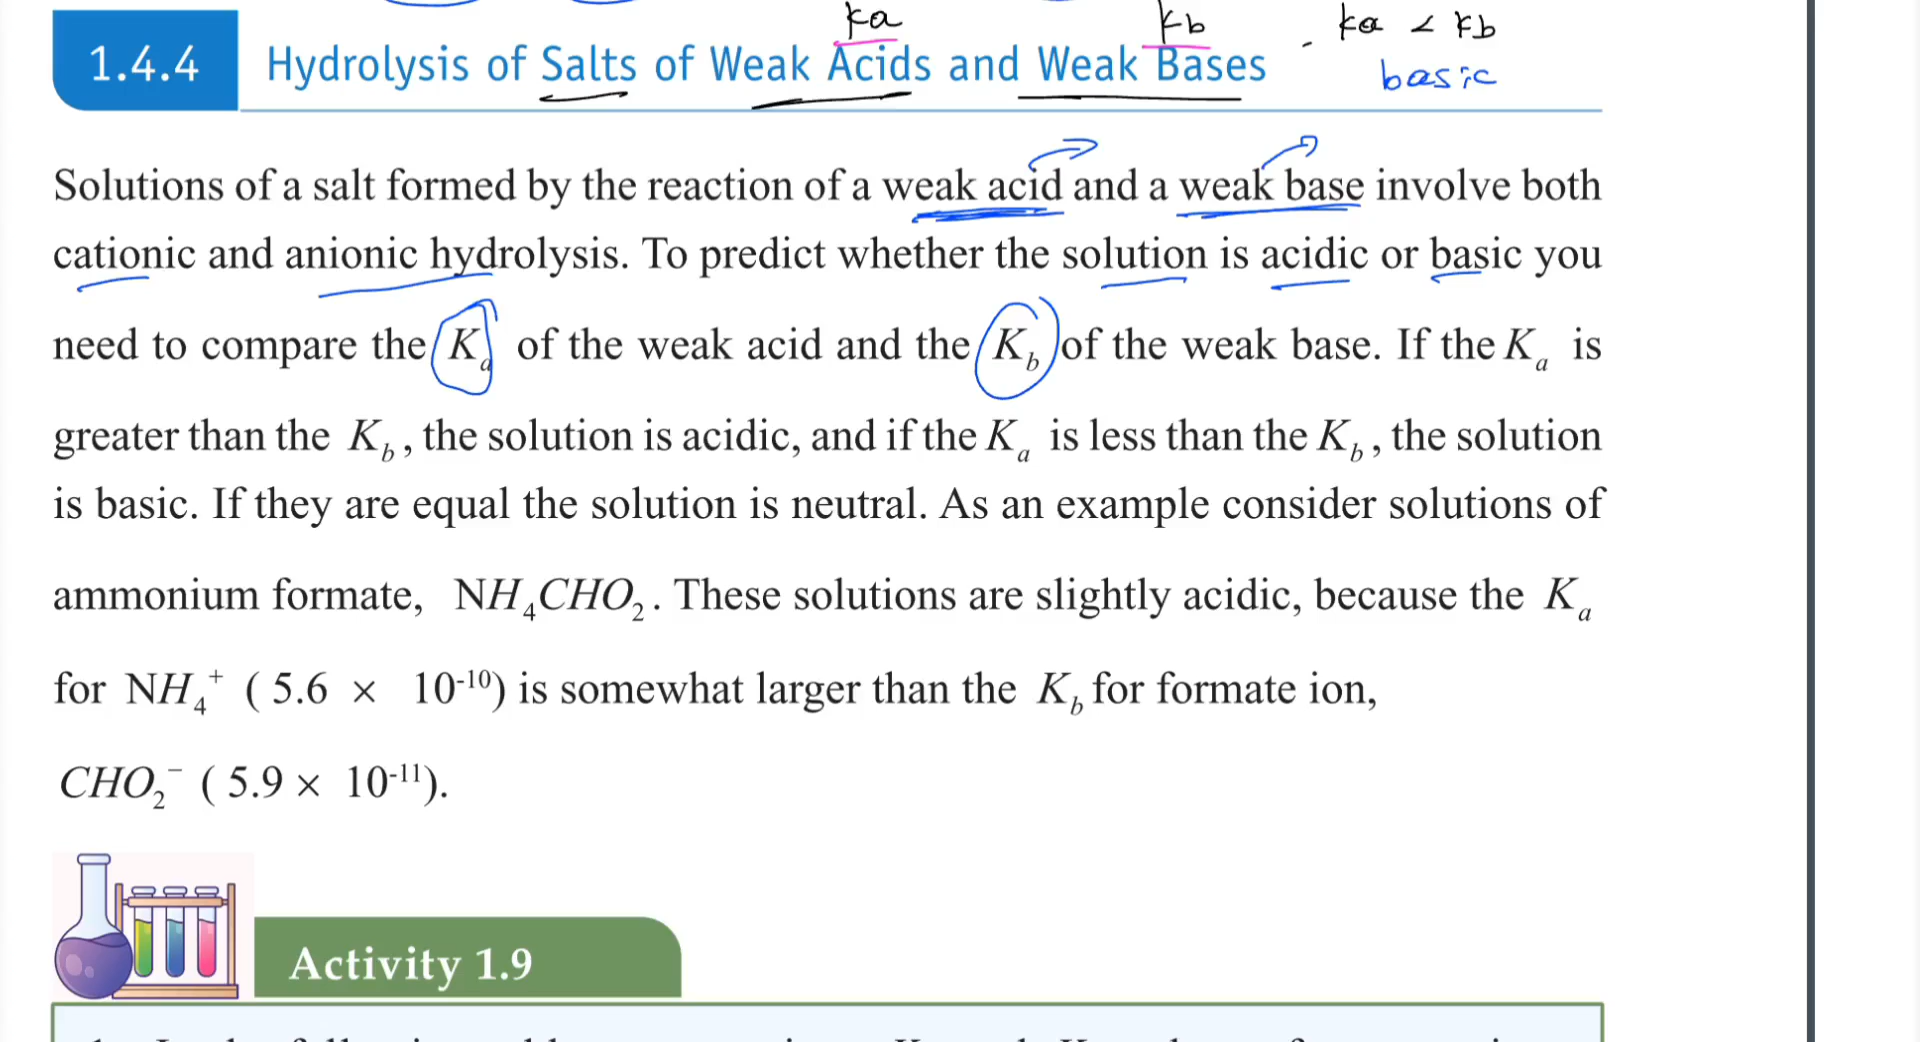 ka kb ka < kb
1.4.4 Hydrolysis of Salts of Weak Acids and Weak Bases
basic
Solutions of a salt formed by the reaction of a weak acid and a weak base involve both
cationic and anionic hydrolysis. To predict whether the solution is acidic or basic you
need to compare the Kₐ of the weak acid and the K_b of the weak base. If the Kₐ is
greater than the K_b, the solution is acidic, and if the Kₐ is less than the K_b, the solution
is basic. If they are equal the solution is neutral. As an example consider solutions of
ammonium formate, NH₄CHO₂. These solutions are slightly acidic, because the Kₐ
for NH₄⁺ ( 5.6 × 10⁻¹⁰) is somewhat larger than the K_b for formate ion,
CHO₂⁻ ( 5.9 × 10⁻¹¹).
Activity 1.9